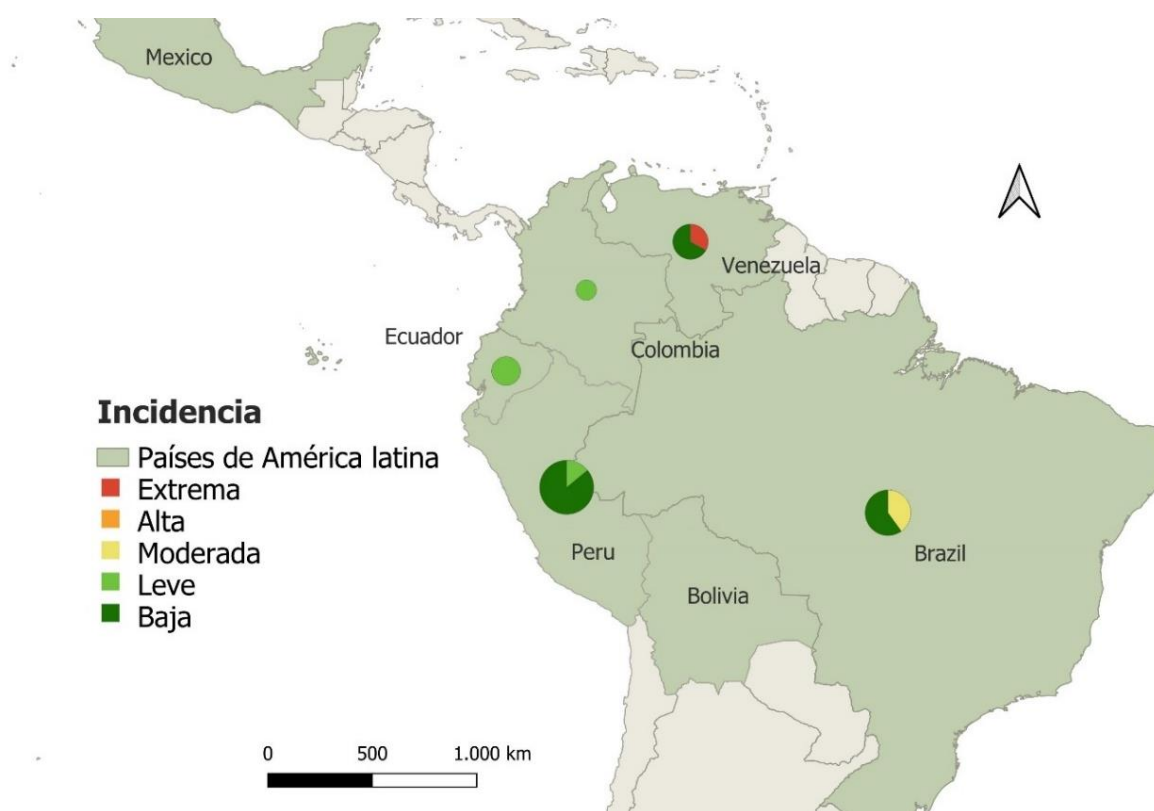 Mexico
Venezuela
Ecuador
Colombia
Incidencia
Países de América latina
Extrema
Alta
Moderada
Leve
Baja
Peru
Brazil
Bolivia
0 500 1.000 km